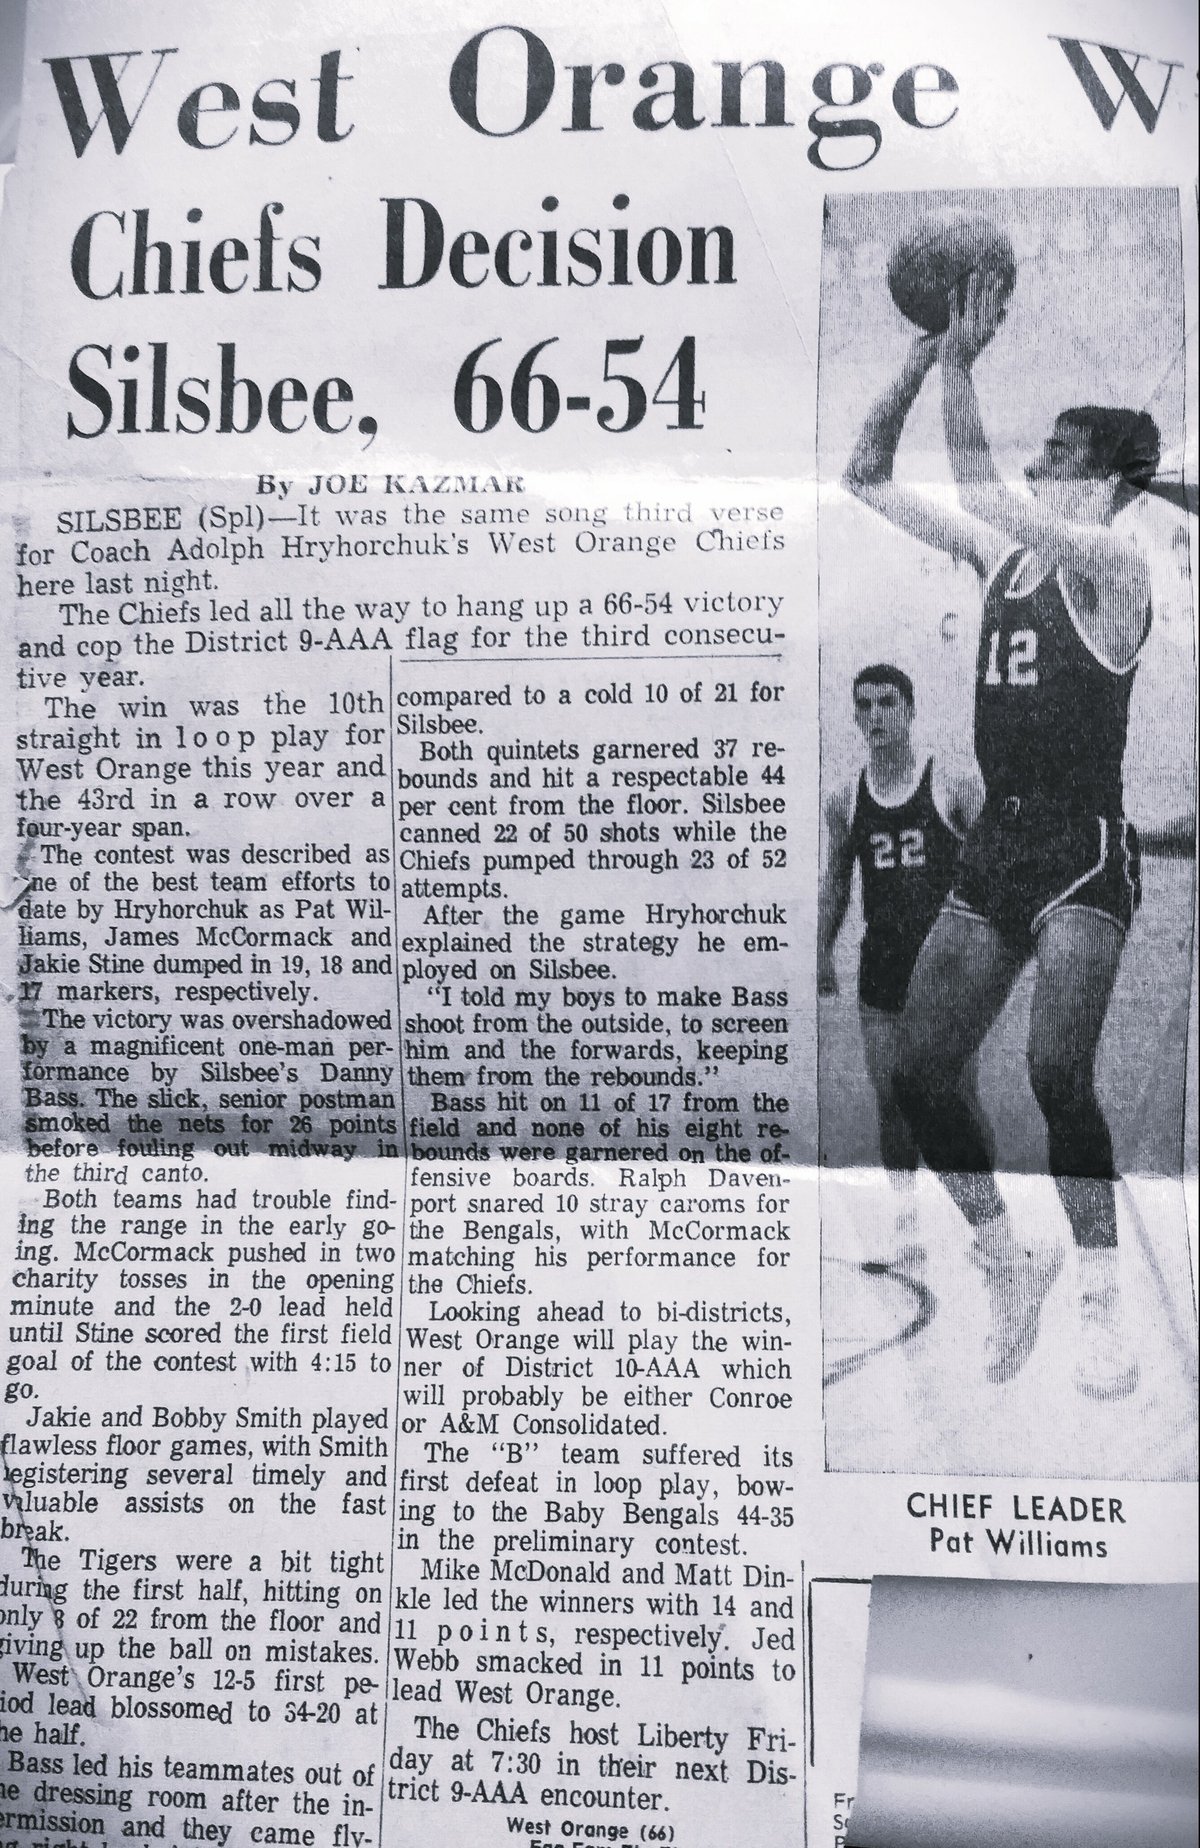 West Orange W
Chiefs Decision
Silsbee, 66-54
By JOE KAZMAR
SILSBEE (Spl)—It was the same song third verse
for Coach Adolph Hryhorchuk's West Orange Chiefs
here last night.
The Chiefs led all the way to hang up a 66-54 victory
and cop the District 9-AAA flag for the third consecu-
tive year.
The win was the 10th
straight in loop play for
West Orange this year and
the 43rd in a row over a
four-year span.
The contest was described as
ne of the best team efforts to
date by Hryhorchuk as Pat Wil-
liams, James McCormack and
Jakie Stine dumped in 19, 18 and
17 markers, respectively.
The victory was overshadowed
by a magnificent one-man per-
formance by Silsbee's Danny
Bass. The slick, senior postman
smoked the nets for 26 points
before fouling out midway in
the third canto.
Both teams had trouble find-
ing the range in the early go-
ing. McCormack pushed in two
charity tosses in the opening
minute and the 2-0 lead held
until Stine scored the first field
goal of the contest with 4:15 to
go.
Jakie and Bobby Smith played
flawless floor games, with Smith
registering several timely and
valuable assists on the fast
break.
The Tigers were a bit tight
during the first half, hitting on
only 8 of 22 from the floor and
giving up the ball on mistakes.
West Orange's 12-5 first pe-
iod lead blossomed to 34-20 at
he half.
Bass led his teammates out of
he dressing room after the in-
ermission and they came fly-
compared to a cold 10 of 21 for
Silsbee.
Both quintets garnered 37 re-
bounds and hit a respectable 44
per cent from the floor. Silsbee
canned 22 of 50 shots while the
Chiefs pumped through 23 of 52
attempts.
After the game Hryhorchuk
explained the strategy he em-
ployed on Silsbee.
"I told my boys to make Bass
shoot from the outside, to screen
him and the forwards, keeping
them from the rebounds."
Bass hit on 11 of 17 from the
field and none of his eight re-
bounds were garnered on the of-
fensive boards. Ralph Daven-
port snared 10 stray caroms for
the Bengals, with McCormack
matching his performance for
the Chiefs.
Looking ahead to bi-districts,
West Orange will play the win-
ner of District 10-AAA which
will probably be either Conroe
or A&M Consolidated.
The "B" team suffered its
first defeat in loop play, bow-
ing to the Baby Bengals 44-35
in the preliminary contest.
Mike McDonald and Matt Din-
kle led the winners with 14 and
11 points, respectively. Jed
Webb smacked in 11 points to
lead West Orange.
The Chiefs host Liberty Fri-
day at 7:30 in their next Dis-
trict 9-AAA encounter.
West Orange (66)
12
22
CHIEF LEADER
Pat Williams
Fr